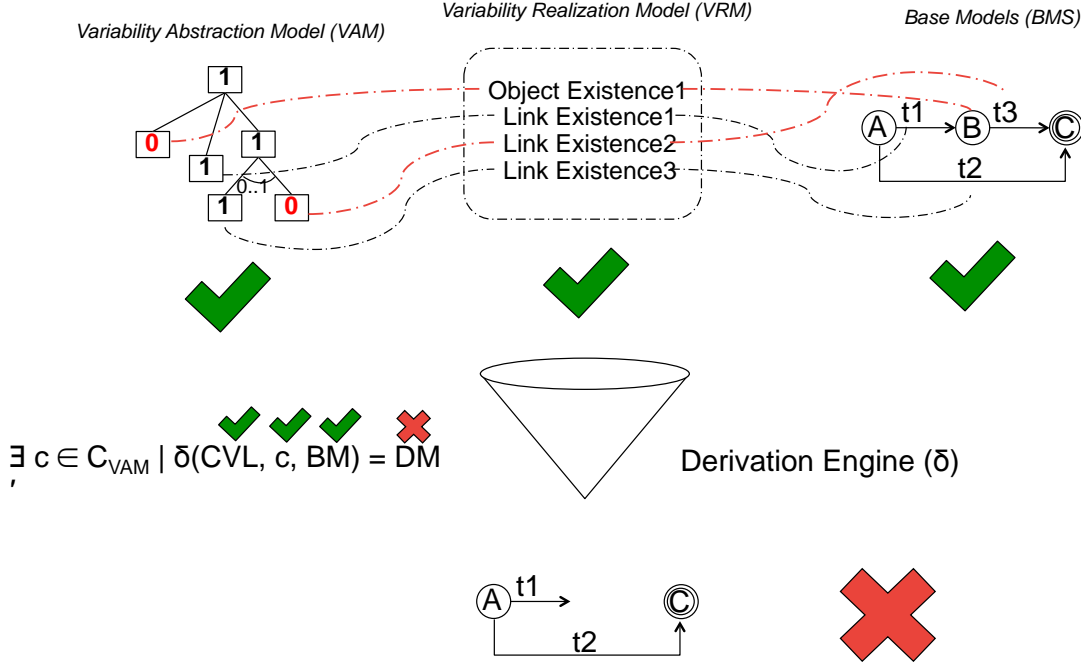 Variability Abstraction Model (VAM)
Variability Realization Model (VRM)
Base Models (BMS)
1
0
1
1
0..1
1
0
Object Existence1
Link Existence1
Link Existence2
Link Existence3
A t1 B t3 C
t2
∃ c ∈ C_VAM | δ(CVL, c, BM) = DM
,
Derivation Engine (δ)
A t1 C
t2